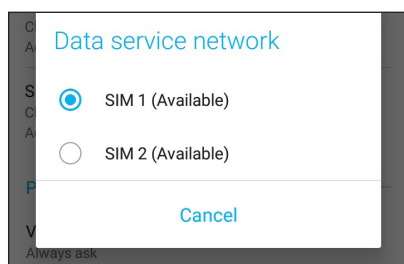 Data service network
SIM 1 (Available)
SIM 2 (Available)
Cancel
Always ask